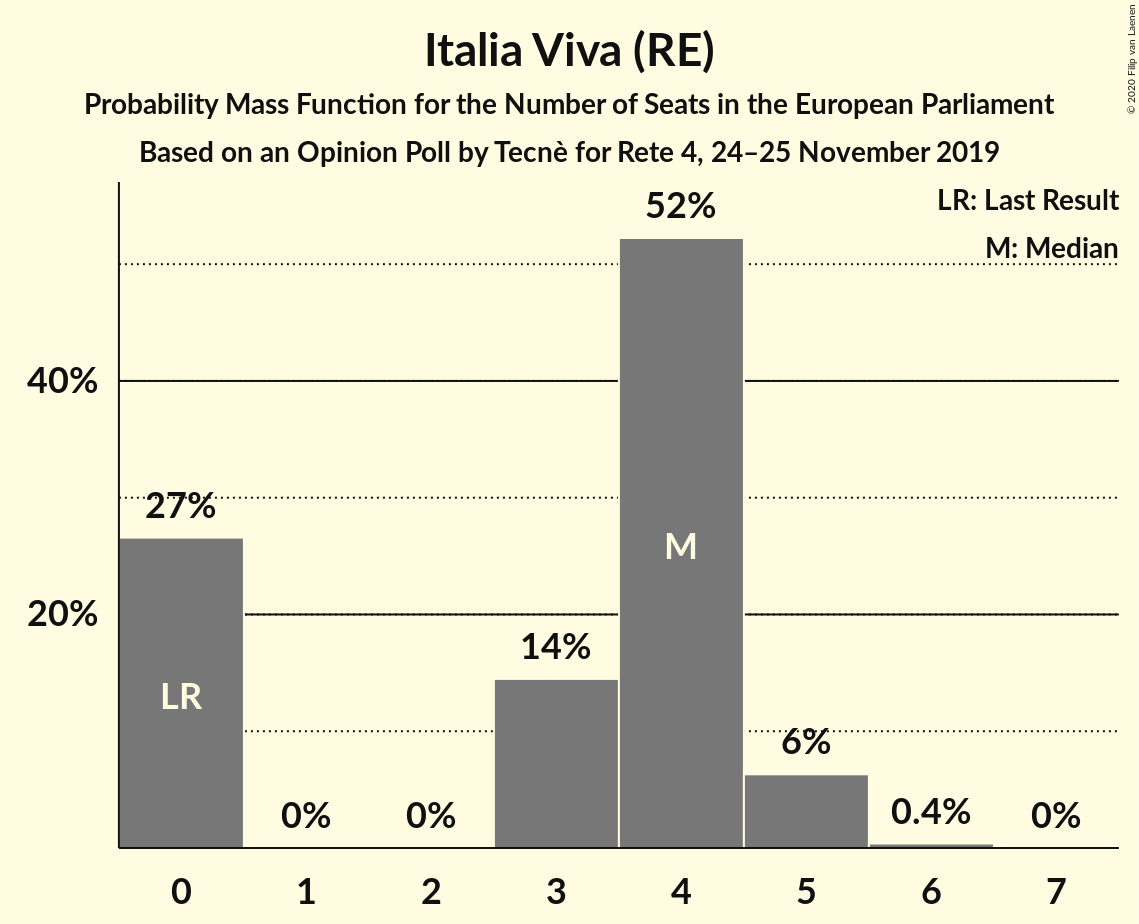 Italia Viva (RE)
Probability Mass Function for the Number of Seats in the European Parliament
Based on an Opinion Poll by Tecnè for Rete 4, 24–25 November 2019
© 2020 Filip van Laenen
LR: Last Result
M: Median
52%
40%
27%
M
20%
14%
LR
6%
0%
0%
0.4%
0%
0
1
2
3
4
5
6
7